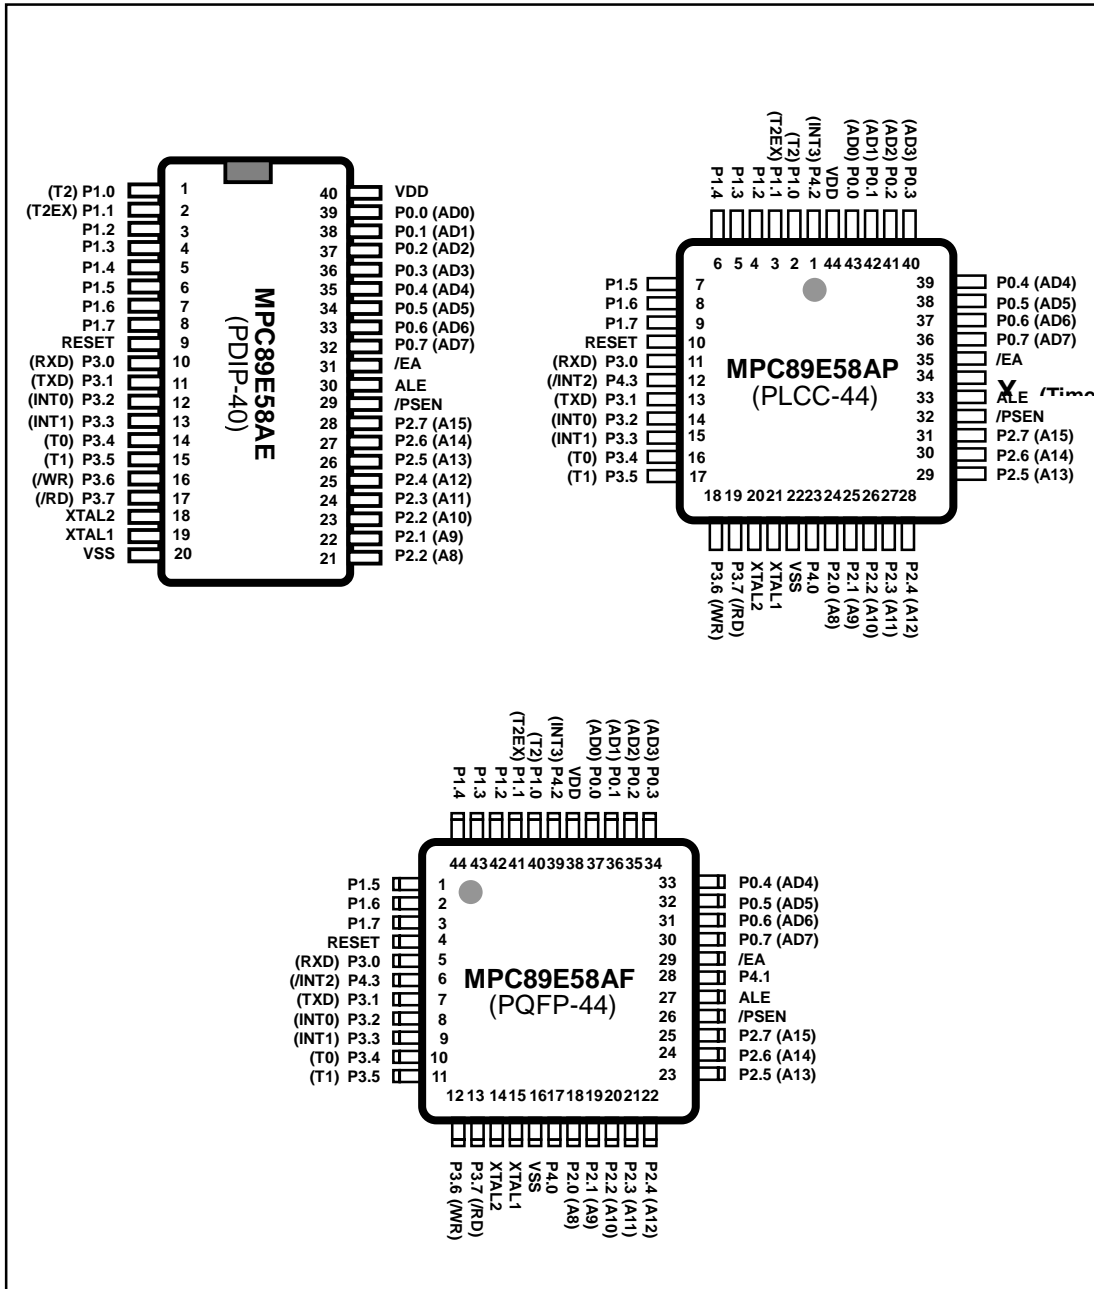 (T2) P1.0 1 40 VDD
(T2EX) P1.1 2 39 P0.0 (AD0)
P1.2 3 38 P0.1 (AD1)
P1.3 4 37 P0.2 (AD2)
P1.4 5 36 P0.3 (AD3)
P1.5 6 35 P0.4 (AD4)
P1.6 7 34 P0.5 (AD5)
P1.7 8 33 P0.6 (AD6)
RESET 9 32 P0.7 (AD7)
(RXD) P3.0 10 31 /EA
(TXD) P3.1 11 30 ALE
(INT0) P3.2 12 29 /PSEN
(INT1) P3.3 13 28 P2.7 (A15)
(T0) P3.4 14 27 P2.6 (A14)
(T1) P3.5 15 26 P2.5 (A13)
(/WR) P3.6 16 25 P2.4 (A12)
(/RD) P3.7 17 24 P2.3 (A11)
XTAL2 18 23 P2.2 (A10)
XTAL1 19 22 P2.1 (A9)
VSS 20 21 P2.2 (A8)
MPC89E58AE
(PDIP-40)
P1.4
P1.3
P1.2
(T2EX) P1.1
(T2) P1.0
(INT3) P4.2
VDD
(AD0) P0.0
(AD1) P0.1
(AD2) P0.2
(AD3) P0.3
6 5 4 3 2 1 44 43 42 41 40
P1.5 7 39 P0.4 (AD4)
P1.6 8 38 P0.5 (AD5)
P1.7 9 37 P0.6 (AD6)
RESET 10 36 P0.7 (AD7)
(RXD) P3.0 11 35 /EA
(/INT2) P4.3 12 34 X (Time
(TXD) P3.1 13 33 ALE
(INT0) P3.2 14 32 /PSEN
(INT1) P3.3 15 31 P2.7 (A15)
(T0) P3.4 16 30 P2.6 (A14)
(T1) P3.5 17 29 P2.5 (A13)
MPC89E58AP
(PLCC-44)
18 19 20 21 22 23 24 25 26 27 28
P3.6 (/WR)
P3.7 (/RD)
XTAL2
XTAL1
VSS
P4.0
P2.0 (A8)
P2.1 (A9)
P2.2 (A10)
P2.3 (A11)
P2.4 (A12)
P1.4
P1.3
P1.2
(T2EX) P1.1
(T2) P1.0
(INT3) P4.2
VDD
(AD0) P0.0
(AD1) P0.1
(AD2) P0.2
(AD3) P0.3
44 43 42 41 40 39 38 37 36 35 34
P1.5 1 33 P0.4 (AD4)
P1.6 2 32 P0.5 (AD5)
P1.7 3 31 P0.6 (AD6)
RESET 4 30 P0.7 (AD7)
(RXD) P3.0 5 29 /EA
(/INT2) P4.3 6 28 P4.1
(TXD) P3.1 7 27 ALE
(INT0) P3.2 8 26 /PSEN
(INT1) P3.3 9 25 P2.7 (A15)
(T0) P3.4 10 24 P2.6 (A14)
(T1) P3.5 11 23 P2.5 (A13)
MPC89E58AF
(PQFP-44)
12 13 14 15 16 17 18 19 20 21 22
P3.6 (/WR)
P3.7 (/RD)
XTAL2
XTAL1
VSS
P4.0
P2.0 (A8)
P2.1 (A9)
P2.2 (A10)
P2.3 (A11)
P2.4 (A12)